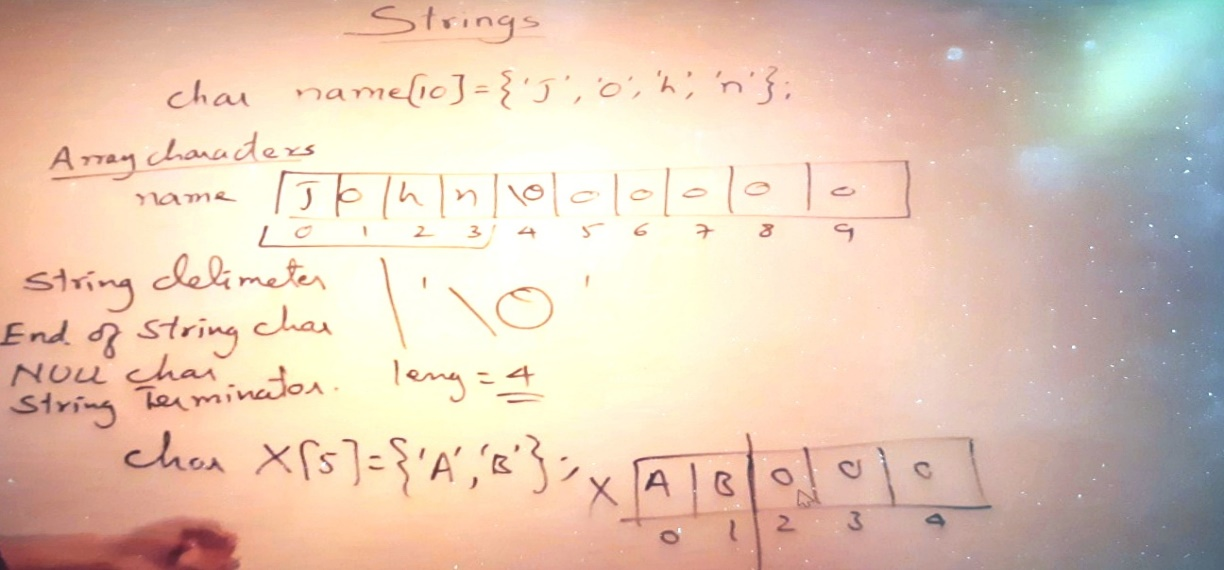 Strings
char name[10]={'J','o','h','n'};
Array characters
name J o h n \0 0 0 0 0 0
0 1 2 3 4 5 6 7 8 9
String delimeter '\0'
End of string char
NULL char
String Terminator. leng = 4
char X[5]={'A','B'}; X A B 0 0 0
0 1 2 3 4